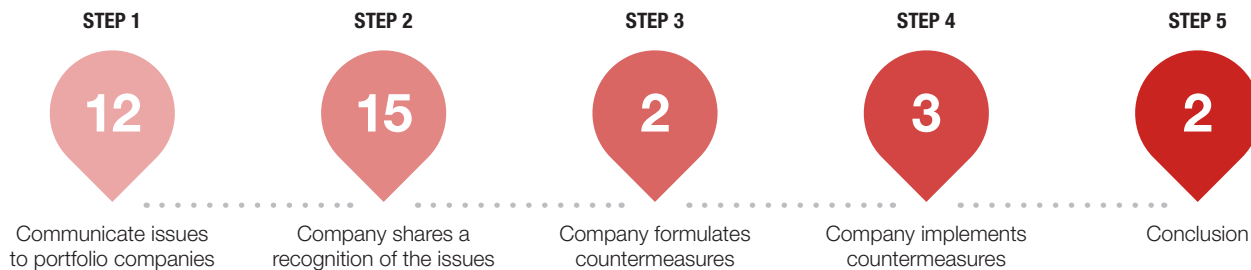 STEP 1
STEP 2
STEP 3
STEP 4
STEP 5
12
15
2
3
2
Communicate issues
to portfolio companies
Company shares a
recognition of the issues
Company formulates
countermeasures
Company implements
countermeasures
Conclusion